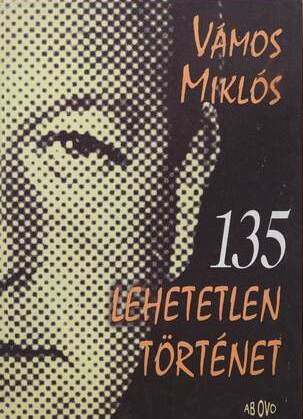 VÁMOS
MIKLÓS
135
LEHETETLEN
TÖRTÉNET
AB OVO